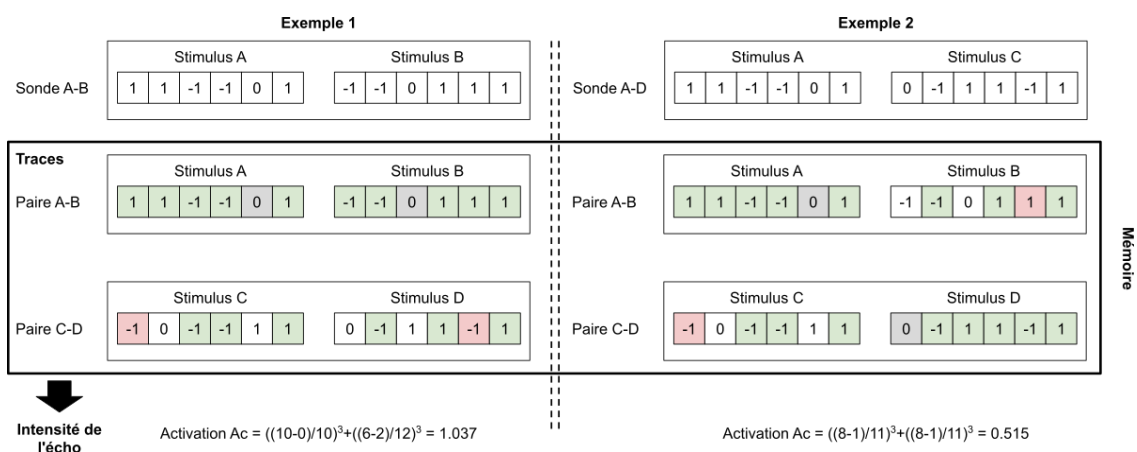 Exemple 1
Exemple 2
Stimulus A
Stimulus B
Stimulus A
Stimulus C
Sonde A-B
1 1 -1 -1 0 1
-1 -1 0 1 1 1
Sonde A-D
1 1 -1 -1 0 1
0 -1 1 1 -1 1
Traces
Stimulus A
Stimulus B
Stimulus A
Stimulus B
Paire A-B
1 1 -1 -1 0 1
-1 -1 0 1 1 1
Paire A-B
1 1 -1 -1 0 1
-1 -1 0 1 1 1
Mémoire
Stimulus C
Stimulus D
Stimulus C
Stimulus D
Paire C-D
-1 0 -1 -1 1 1
0 -1 1 1 -1 1
Paire C-D
-1 0 -1 -1 1 1
0 -1 1 1 -1 1
Intensité de
l'écho
Activation Ac = ((10-0)/10)³+((6-2)/12)³ = 1.037
Activation Ac = ((8-1)/11)³+((8-1)/11)³ = 0.515